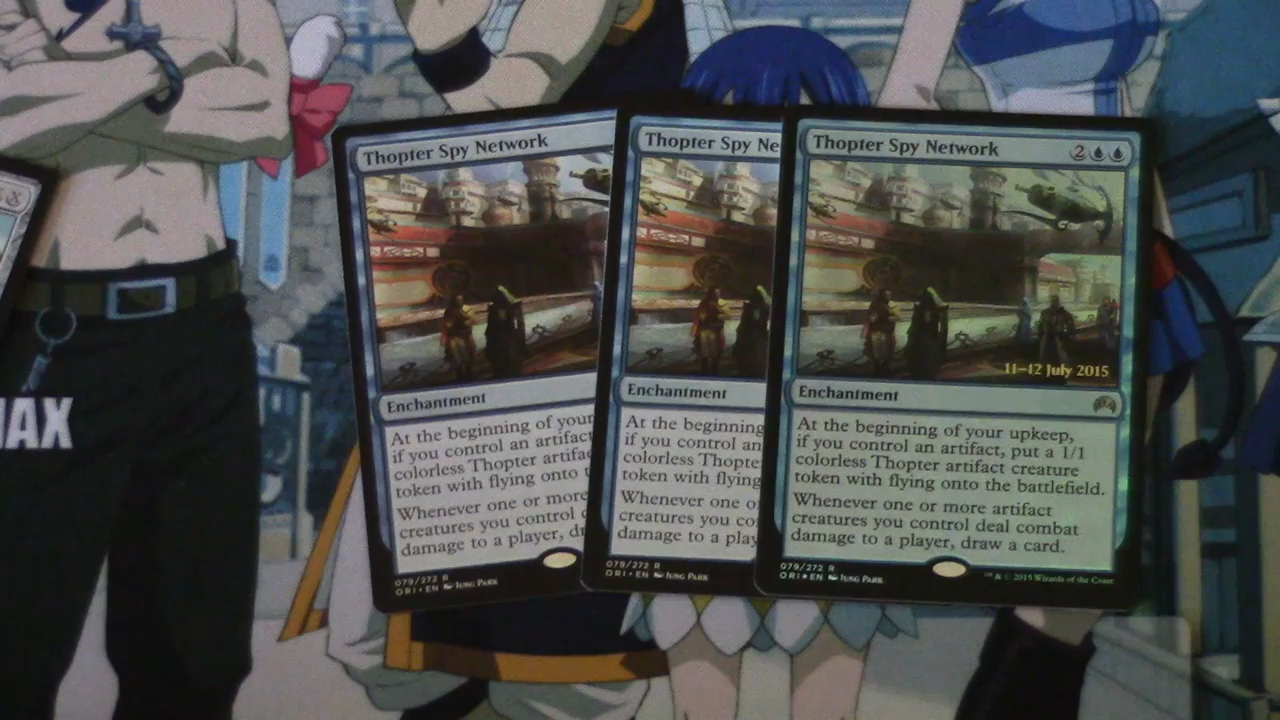 Thopter Spy Network
Enchantment
At the beginning of your
if you control an artifact
colorless Thopter artifa
token with flying onto
Whenever one or more
creatures you control
damage to a player, dr
079/272 R
ORI • EN Jung Park
Thopter Spy Ne
Enchantment
At the beginning
if you control an
colorless Thopte
token with flying
Whenever one o
creatures you co
damage to a play
079/272 R
ORI • EN Jung Park
Thopter Spy Network 2
11–12 July 2015
Enchantment
At the beginning of your upkeep,
if you control an artifact, put a 1/1
colorless Thopter artifact creature
token with flying onto the battlefield.
Whenever one or more artifact
creatures you control deal combat
damage to a player, draw a card.
079/272 R
ORI ★ EN Jung Park
™ & © 2015 Wizards of the Coast